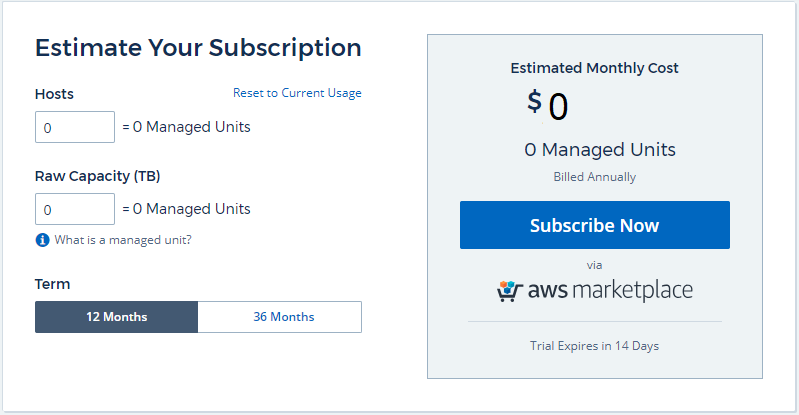 Estimate Your Subscription
Hosts
Reset to Current Usage
0
= 0 Managed Units
Raw Capacity (TB)
0
= 0 Managed Units
i
What is a managed unit?
Term
12 Months
36 Months
Estimated Monthly Cost
$ 0
0 Managed Units
Billed Annually
Subscribe Now
via
aws marketplace
Trial Expires in 14 Days